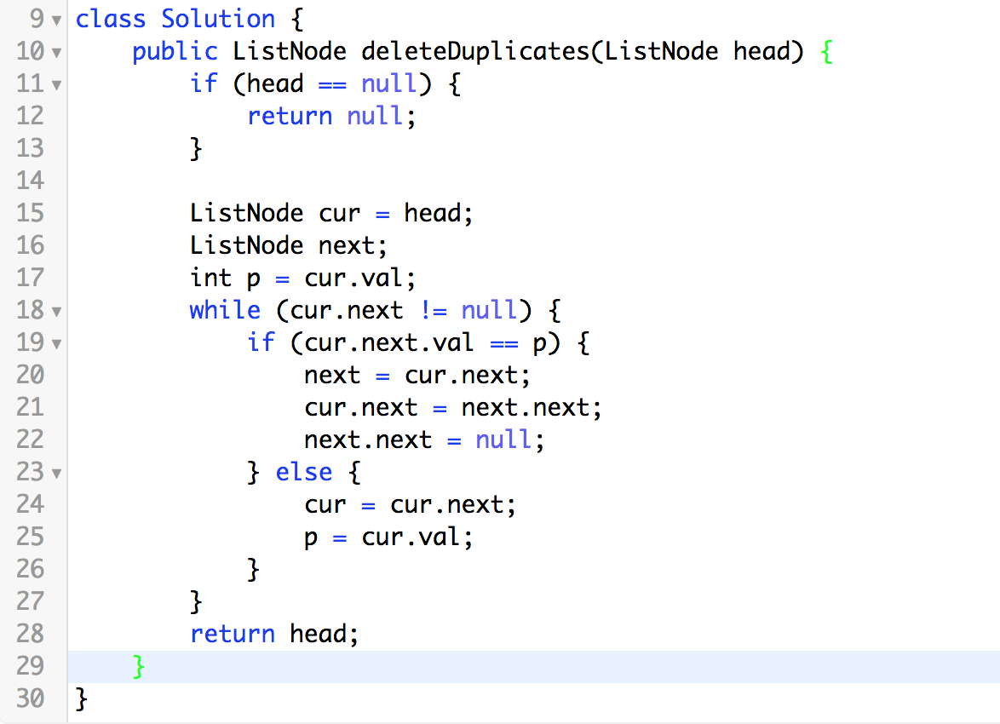 9 ▼ class Solution {
10 ▼     public ListNode deleteDuplicates(ListNode head) {
11 ▼         if (head == null) {
12             return null;
13         }
14
15         ListNode cur = head;
16         ListNode next;
17         int p = cur.val;
18 ▼         while (cur.next != null) {
19 ▼             if (cur.next.val == p) {
20                 next = cur.next;
21                 cur.next = next.next;
22                 next.next = null;
23 ▼             } else {
24                 cur = cur.next;
25                 p = cur.val;
26             }
27         }
28         return head;
29     }
30 }